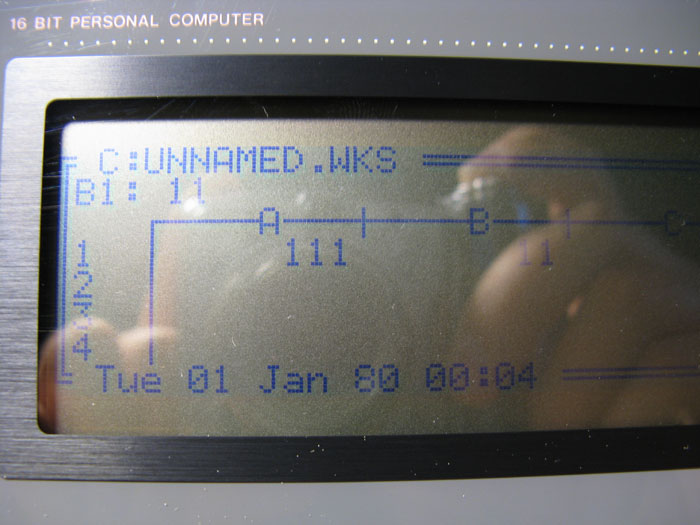 16 BIT PERSONAL COMPUTER
C:UNNAMED.WKS
B1: 11
A B C
1 111 11
2
3
4
Tue 01 Jan 80 00:04